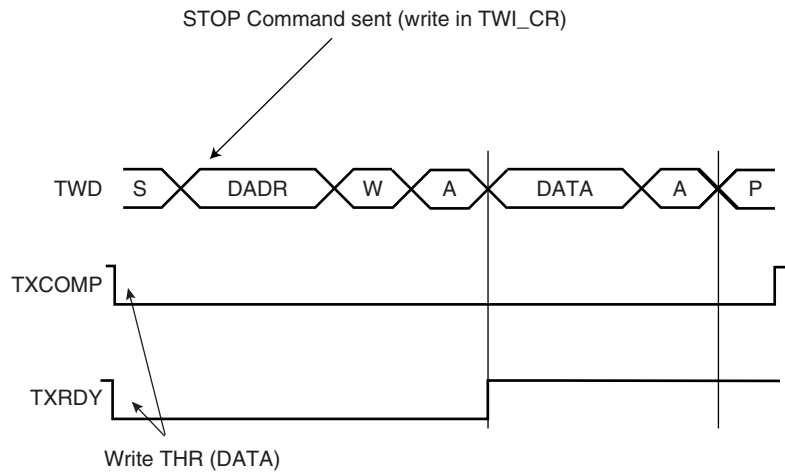 STOP Command sent (write in TWI_CR)
TWD S DADR W A DATA A P
TXCOMP
TXRDY
Write THR (DATA)